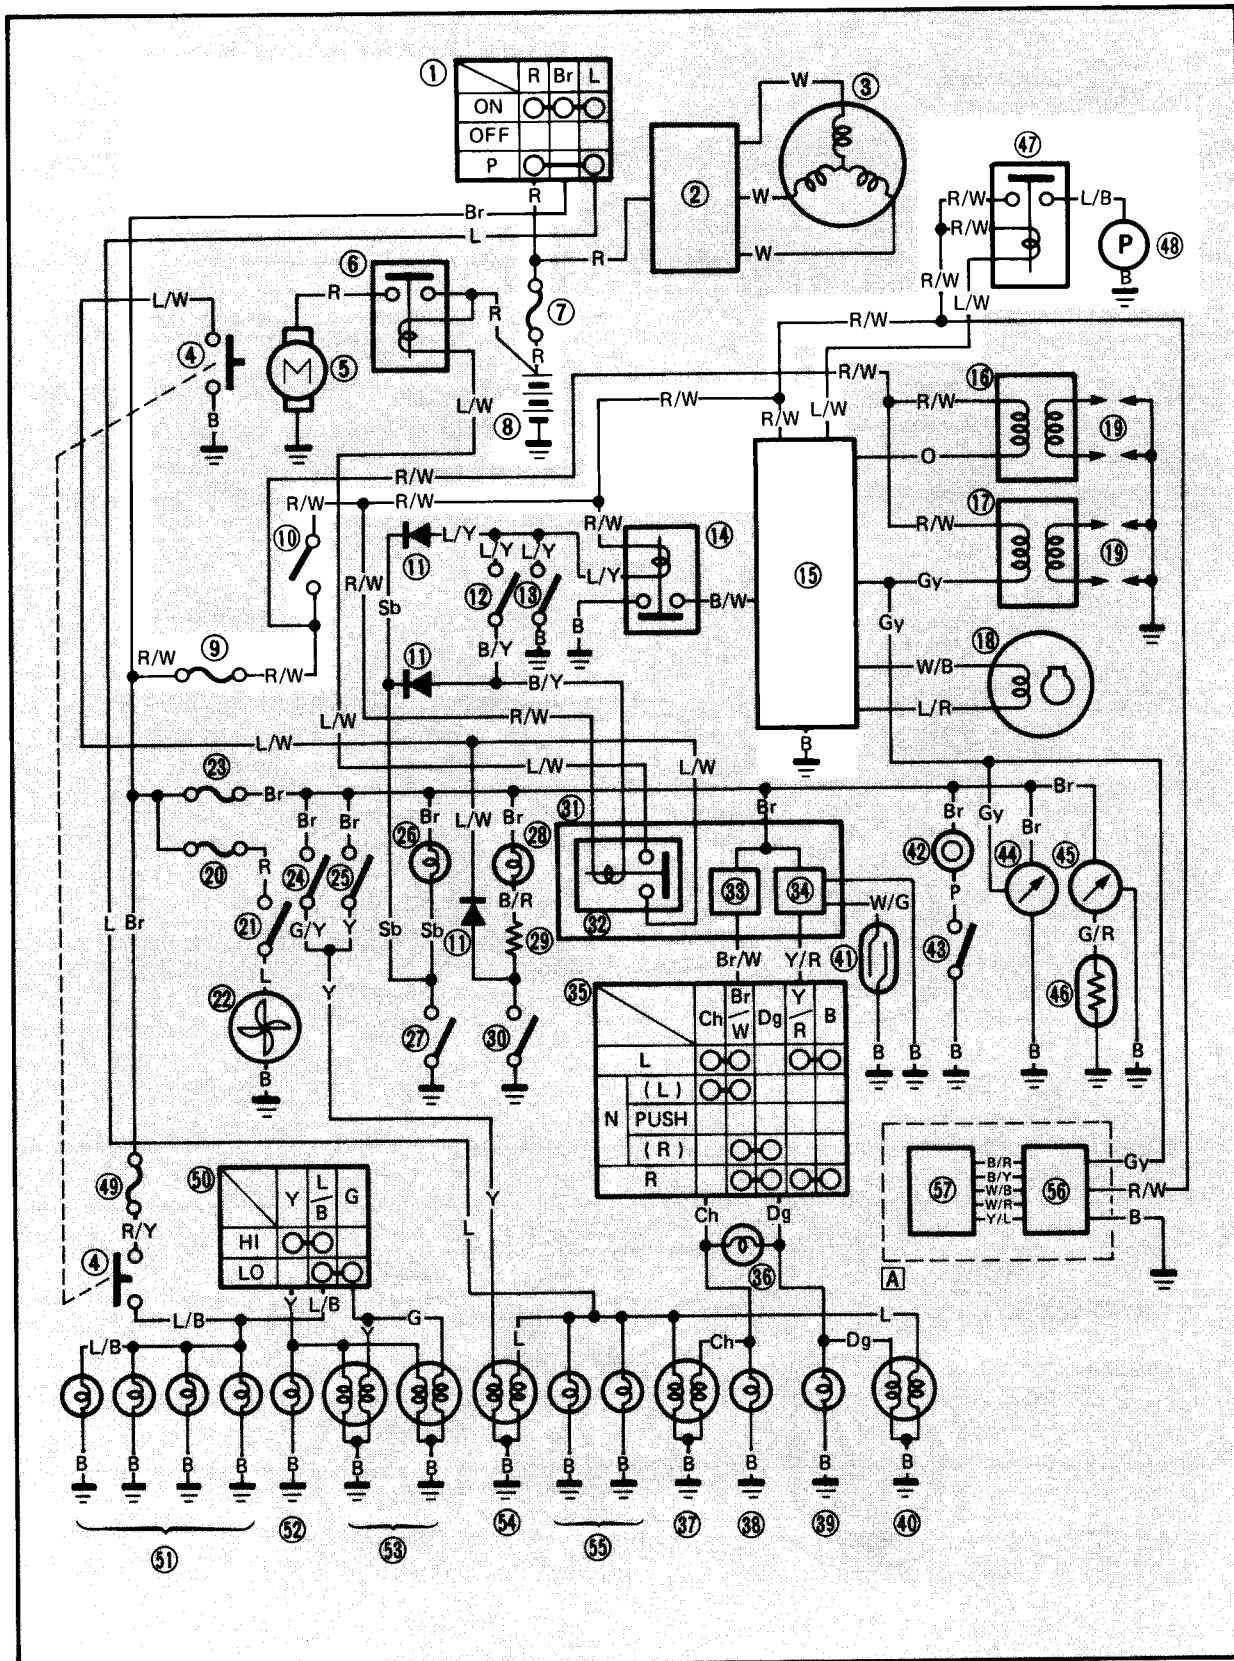 ① R Br L
ON
OFF
P
R
Br
L
R
②
W
W
W
③
㊼
R/W
R/W
R/W
L/W
L/B
P
㊽
B
L/W
④
B
R
M
⑤
⑥
R
L/W
⑦
R
⑧
R/W
R/W
R/W
L/W
R/W
⑯
R/W
O
⑲
⑰
R/W
Gy
⑲
Gy
⑱
W/B
L/R
⑮
B
R/W
R/W
R/W
⑩
R/W
⑪
L/Y
L/Y
L/Y
⑫
⑬
B
B/Y
R/W
L/Y
B
⑭
B/W
Sb
⑪
B/Y
R/W
⑨
R/W
R/W
L/W
L/W
L/W
L/W
㉓
Br
⑳
R
㉑
L
㉒
B
Br
Br
㉔
㉕
G/Y
Y
Y
Br
㉖
Sb
Sb
㉗
L/W
⑪
Br
㉘
B/R
㉙
㉚
㉛
㉜
Br
㉝
㉞
W/G
Br/W
Y/R
㊶
B
B
Br
㊷
P
㊸
B
Gy
Br
㊹
B
Br
㊺
G/R
㊻
B
B
L
Br
㉟
Ch Br/W Dg Y/R B
L
N
( L )
PUSH
( R )
R
Ch
Dg
㊱
㊼
B/R
B/Y
W/B
W/R
Y/L
56
57
Gy
R/W
B
A
㊾
R/Y
④
L/B
㊿ Y L/B G
HI
LO
Y
L/B
G
Y
Y
L
L
L
Ch
Dg
L/B
B B B B B B B B B B B B B B
51
52
53
54
55
㊲
㊳
㊴
㊵